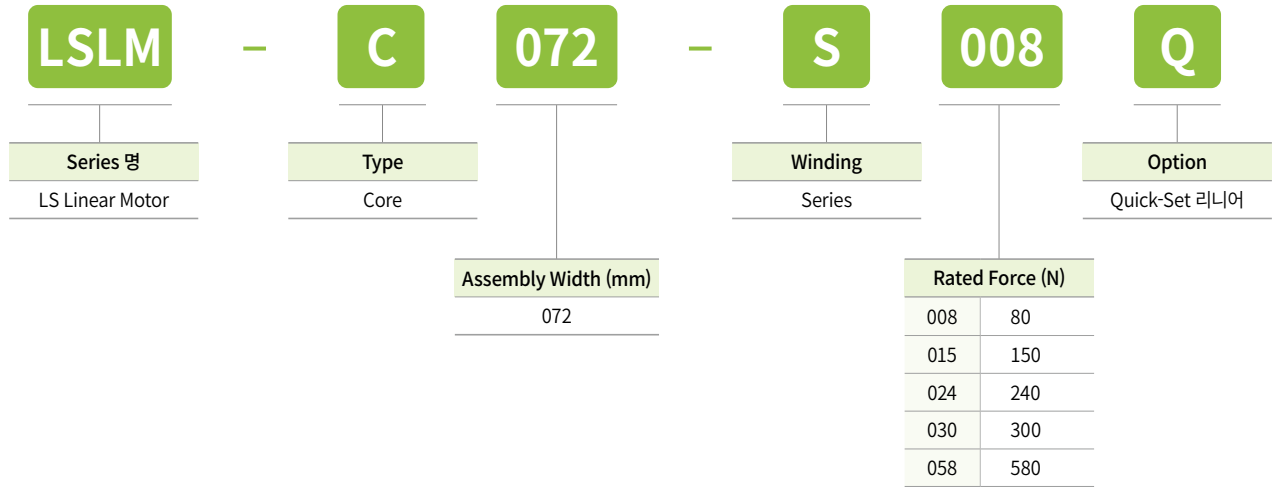 LSLM – C 072 – S 008 Q
Series 명
LS Linear Motor
Type
Core
Assembly Width (mm)
072
Winding
Series
Rated Force (N)
008 80
015 150
024 240
030 300
058 580
Option
Quick-Set 리니어